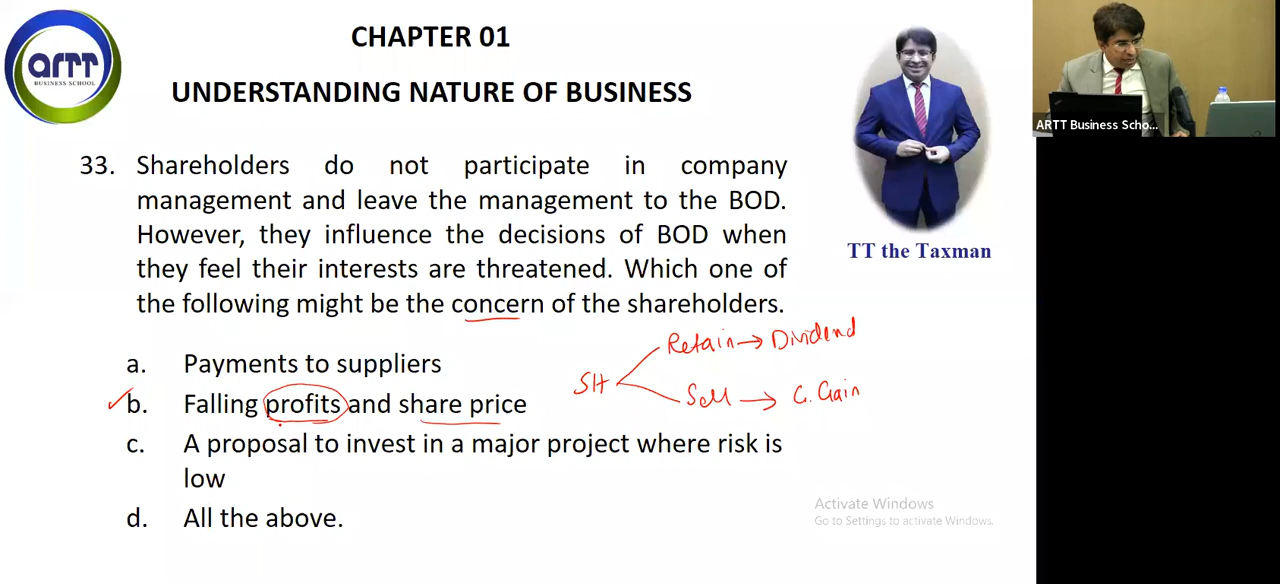 CHAPTER 01
UNDERSTANDING NATURE OF BUSINESS
ARTT
BUSINESS SCHOOL
ARTT Business Scho...
TT the Taxman
33. Shareholders do not participate in company
management and leave the management to the BOD.
However, they influence the decisions of BOD when
they feel their interests are threatened. Which one of
the following might be the concern of the shareholders.
a. Payments to suppliers
b. Falling profits and share price
c. A proposal to invest in a major project where risk is
low
d. All the above.
SH
Retain → Dividend
Sell → C. Gain
Activate Windows
Go to Settings to activate Windows.